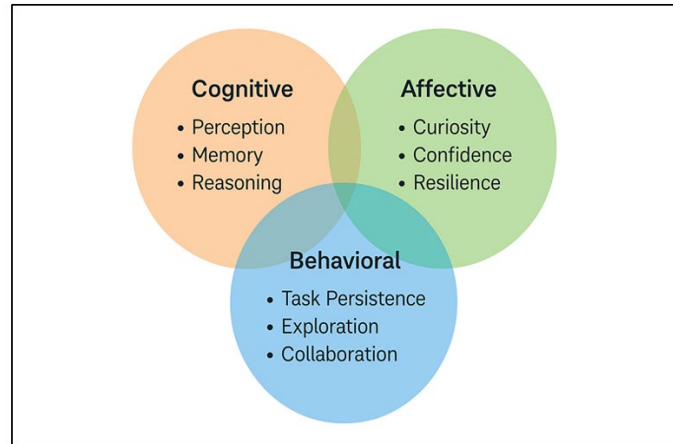 Cognitive
• Perception
• Memory
• Reasoning
Affective
• Curiosity
• Confidence
• Resilience
Behavioral
• Task Persistence
• Exploration
• Collaboration